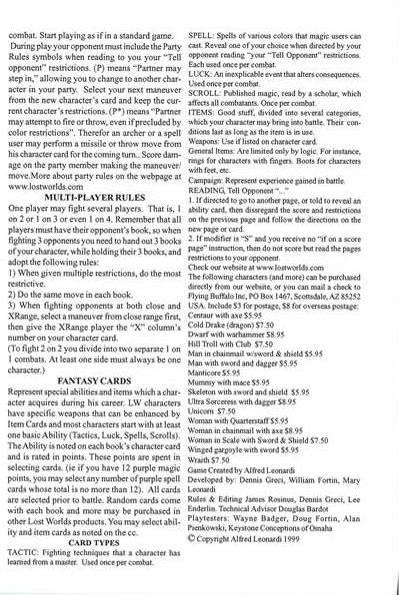 combat. Start playing as if in a standard game.
During play your opponent must include the Party
Rules symbols when reading to you your "Tell
opponent" restrictions. (P) means "Partner may
step in," allowing you to change to another char-
acter in your party. Select your next maneuver
from the new character's card and keep the cur-
rent character's restrictions. (P*) means "Partner
may attempt to fire or throw, even if precluded by
color restrictions". Therefor an archer or a spell
user may perform a missile or throw move from
his character card for the coming turn.. Score dam-
age on the party member making the maneuver/
move.More about party rules on the webpage at
www.lostworlds.com
MULTI-PLAYER RULES
One player may fight several players. That is, 1
on 2 or 1 on 3 or even 1 on 4. Remember that all
players must have their opponent's book, so when
fighting 3 opponents you need to hand out 3 books
of your character, while holding their 3 books, and
adopt the following rules:
1) When given multiple restrictions, do the most
restrictive.
2) Do the same move in each book.
3) When fighting opponents at both close and
XRange, select a maneuver from close range first,
then give the XRange player the "X" column's
number on your character card.
(To fight 2 on 2 you divide into two separate 1 on
1 combats. At least one side must always be one
character.)
FANTASY CARDS
Represent special abilities and items which a char-
acter acquires during his career. LW characters
have specific weapons that can be enhanced by
Item Cards and most characters start with at least
one basic Ability (Tactics, Luck, Spells, Scrolls).
The Ability is noted on each book's character card
and is rated in points. These points are spent in
selecting cards. (ie if you have 12 purple magic
points, you may select any number of purple spell
cards whose total is no more than 12). All cards
are selected prior to battle. Random cards come
with each book and more may be purchased in
other Lost Worlds products. You may select abil-
ity and item cards as noted on the cc.
CARD TYPES
TACTIC: Fighting techniques that a character has
learned from a master. Used once per combat.
SPELL: Spells of various colors that magic users can
cast. Reveal one of your choice when directed by your
opponent reading "your "Tell Opponent" restrictions.
Each used once per combat.
LUCK: An inexplicable event that alters consequences.
Used once per combat.
SCROLL: Published magic, read by a scholar, which
affects all combatants. Once per combat.
ITEMS: Good stuff, divided into several categories,
which your character may bring into battle. Their con-
ditions last as long as the item is in use.
Weapons: Use if listed on character card.
General Items: Are limited only by logic. For instance,
rings for characters with fingers. Boots for characters
with feet, etc.
Campaign: Represent experience gained in battle.
READING, Tell Opponent "..."
1. If directed to go to another page, or told to reveal an
ability card, then dissregard the score and restrictions
on the previous page and follow the directions on the
new page or card.
2. If modifier is "S" and you receive no "if on a score
page" instruction, then do not score but read the pages
restrictions to your opponent.
Check our website at www.lostworlds.com
The following characters (and more) can be purchased
directly from our website, or you can mail a check to
Flying Buffalo Inc, PO Box 1467, Scottsdale, AZ 85252
USA. Include $3 for postage, $8 for overseas postage:
Centaur with axe $5.95
Cold Drake (dragon) $7.50
Dwarf with warhammer $8.95
Hill Troll with Club $7.50
Man in chainmail w/sword & shield $5.95
Man with sword and dagger $5.95
Manticore $5.95
Mummy with mace $5.95
Skeleton with sword and shield $5.95
Ultra Sorceress with dagger $8.95
Unicorn $7.50
Woman with Quarterstaff $5.95
Woman in chainmail with axe $8.95
Woman in Scale with Sword & Shield $7.50
Winged gargoyle with sword $5.95
Wraith $7.50
Game Created by Alfred Leonardi
Developed by: Dennis Greci, William Fortin, Mary
Leonardi
Rules & Editing James Rosinus, Dennis Greci, Lee
Enderlin. Technical Advisor Douglas Bardot
Playtesters: Wayne Badger, Doug Fortin, Alan
Pienkowski, Keystone Conceptions of Omaha
© Copyright Alfred Leonardi 1999